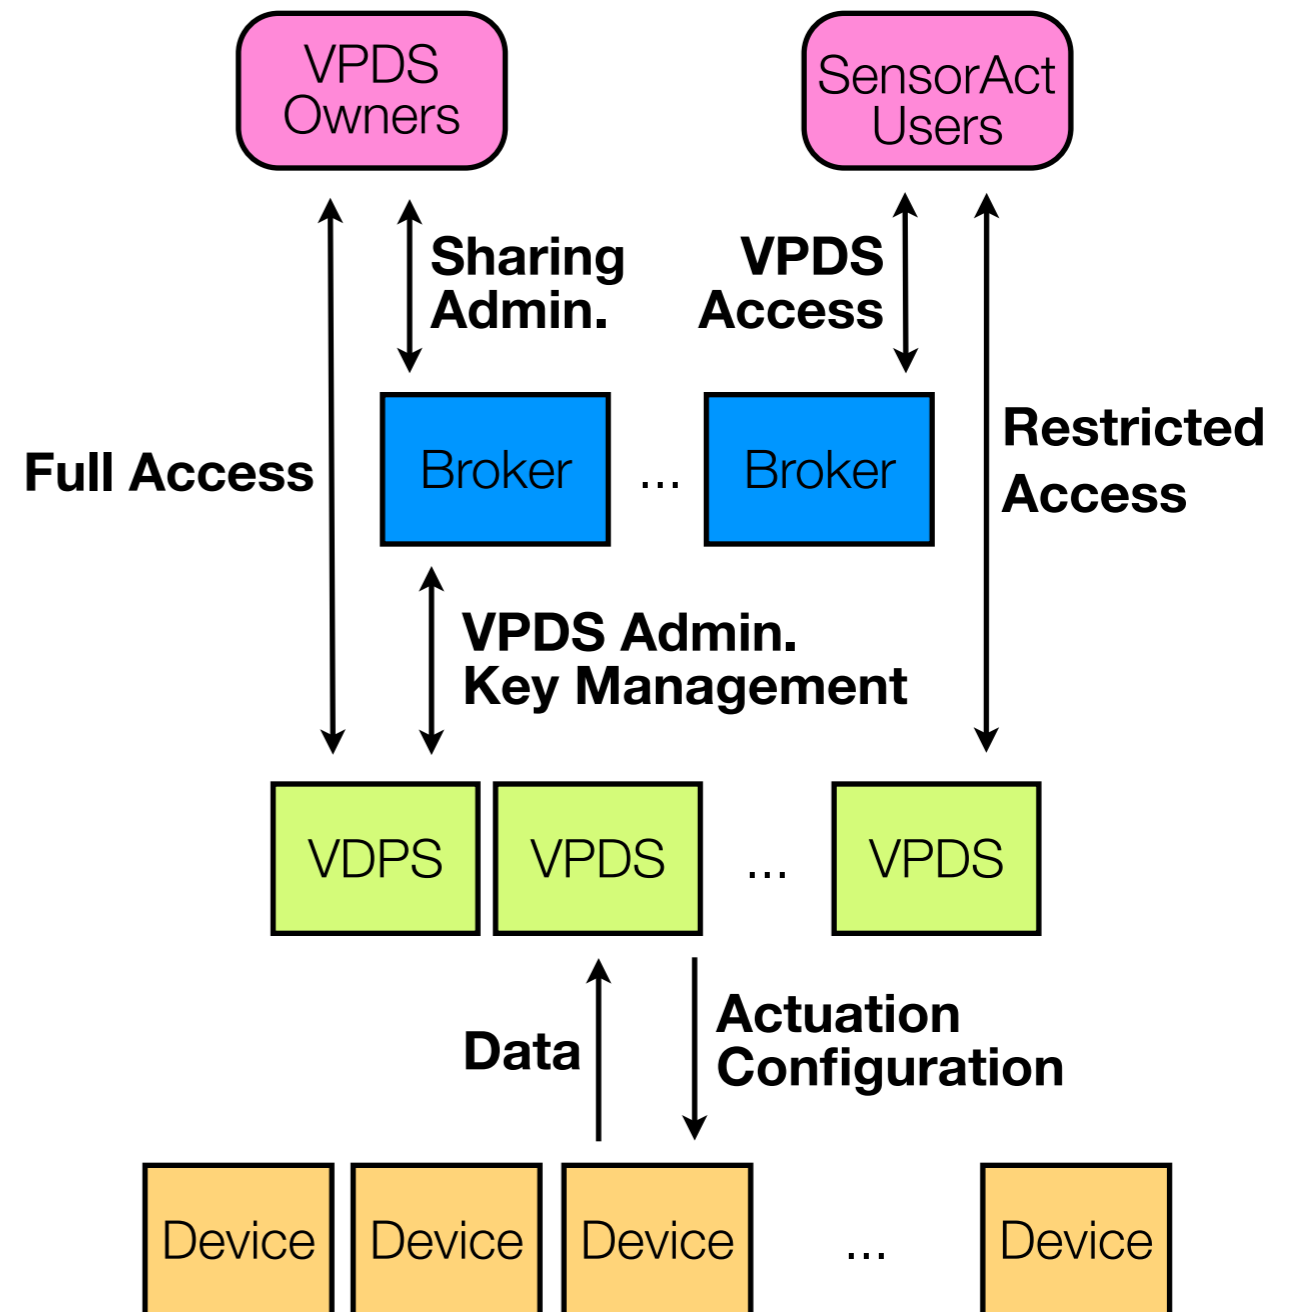 VPDS
Owners
SensorAct
Users
Sharing
Admin.
VPDS
Access
Full Access
Broker
...
Broker
Restricted
Access
VPDS Admin.
Key Management
VDPS
VPDS
...
VPDS
Data
Actuation
Configuration
Device
Device
Device
...
Device